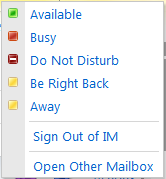 Available
Busy
Do Not Disturb
Be Right Back
Away
Sign Out of IM
Open Other Mailbox